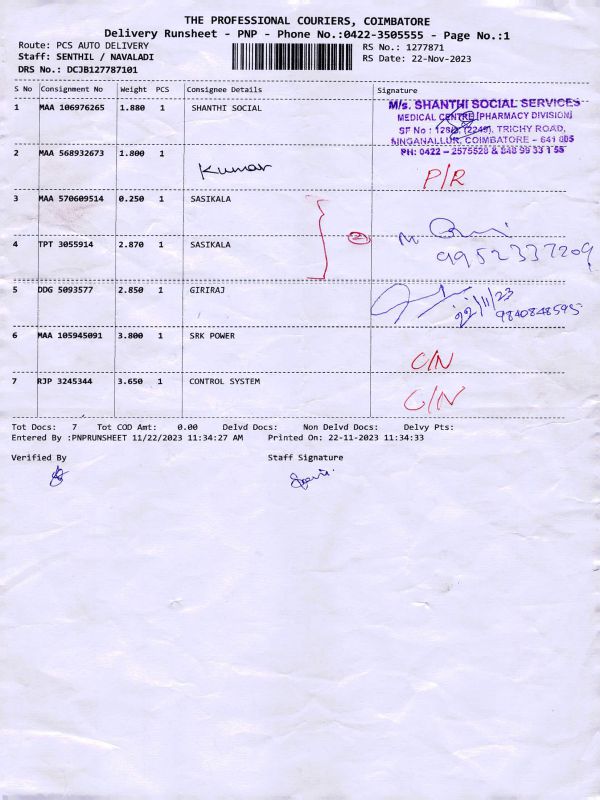 THE PROFESSIONAL COURIERS, COIMBATORE
Delivery Runsheet - PNP - Phone No.:0422-3505555 - Page No.:1
Route: PCS AUTO DELIVERY RS No.: 1277871
Staff: SENTHIL / NAVALADI RS Date: 22-Nov-2023
DRS No.: DCJB127787101
S No Consignment No Weight PCS Consignee Details Signature
1 MAA 106976265 1.880 1 SHANTHI SOCIAL
M/s. SHANTHI SOCIAL SERVICES
MEDICAL CENTRE [PHARMACY DIVISION]
SF No : TRICHY ROAD,
SINGANALLUR, COIMBATORE - 641 005
PH: 0422 - 2575528 &
2 MAA 568932673 1.800 1
Kumar P/R
3 MAA 570609514 0.250 1 SASIKALA
2
4 TPT 3055914 2.870 1 SASIKALA
9952337209
5 DDG 5093577 2.850 1 GIRIRAJ
22/11/23
9840848595
6 MAA 105945091 3.800 1 SRK POWER
C/N
7 RJP 3245344 3.650 1 CONTROL SYSTEM
C/N
Tot Docs: 7 Tot COD Amt: 0.00 Delvd Docs: Non Delvd Docs: Delvy Pts:
Entered By :PNPRUNSHEET 11/22/2023 11:34:27 AM Printed On: 22-11-2023 11:34:33
Verified By Staff Signature